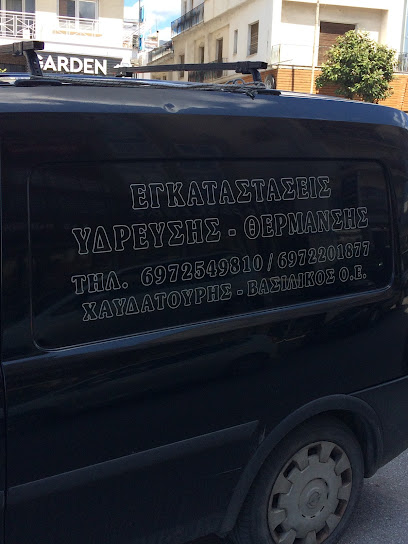 GARDEN
ΕΓΚΑΤΑΣΤΑΣΕΙΣ
ΥΔΡΕΥΣΗΣ - ΘΕΡΜΑΝΣΗΣ
ΤΗΛ. 6972549810 / 6972201877
ΧΑΥΔΑΤΟΥΡΗΣ - ΒΑΣΙΛΙΚΟΣ Ο.Ε.